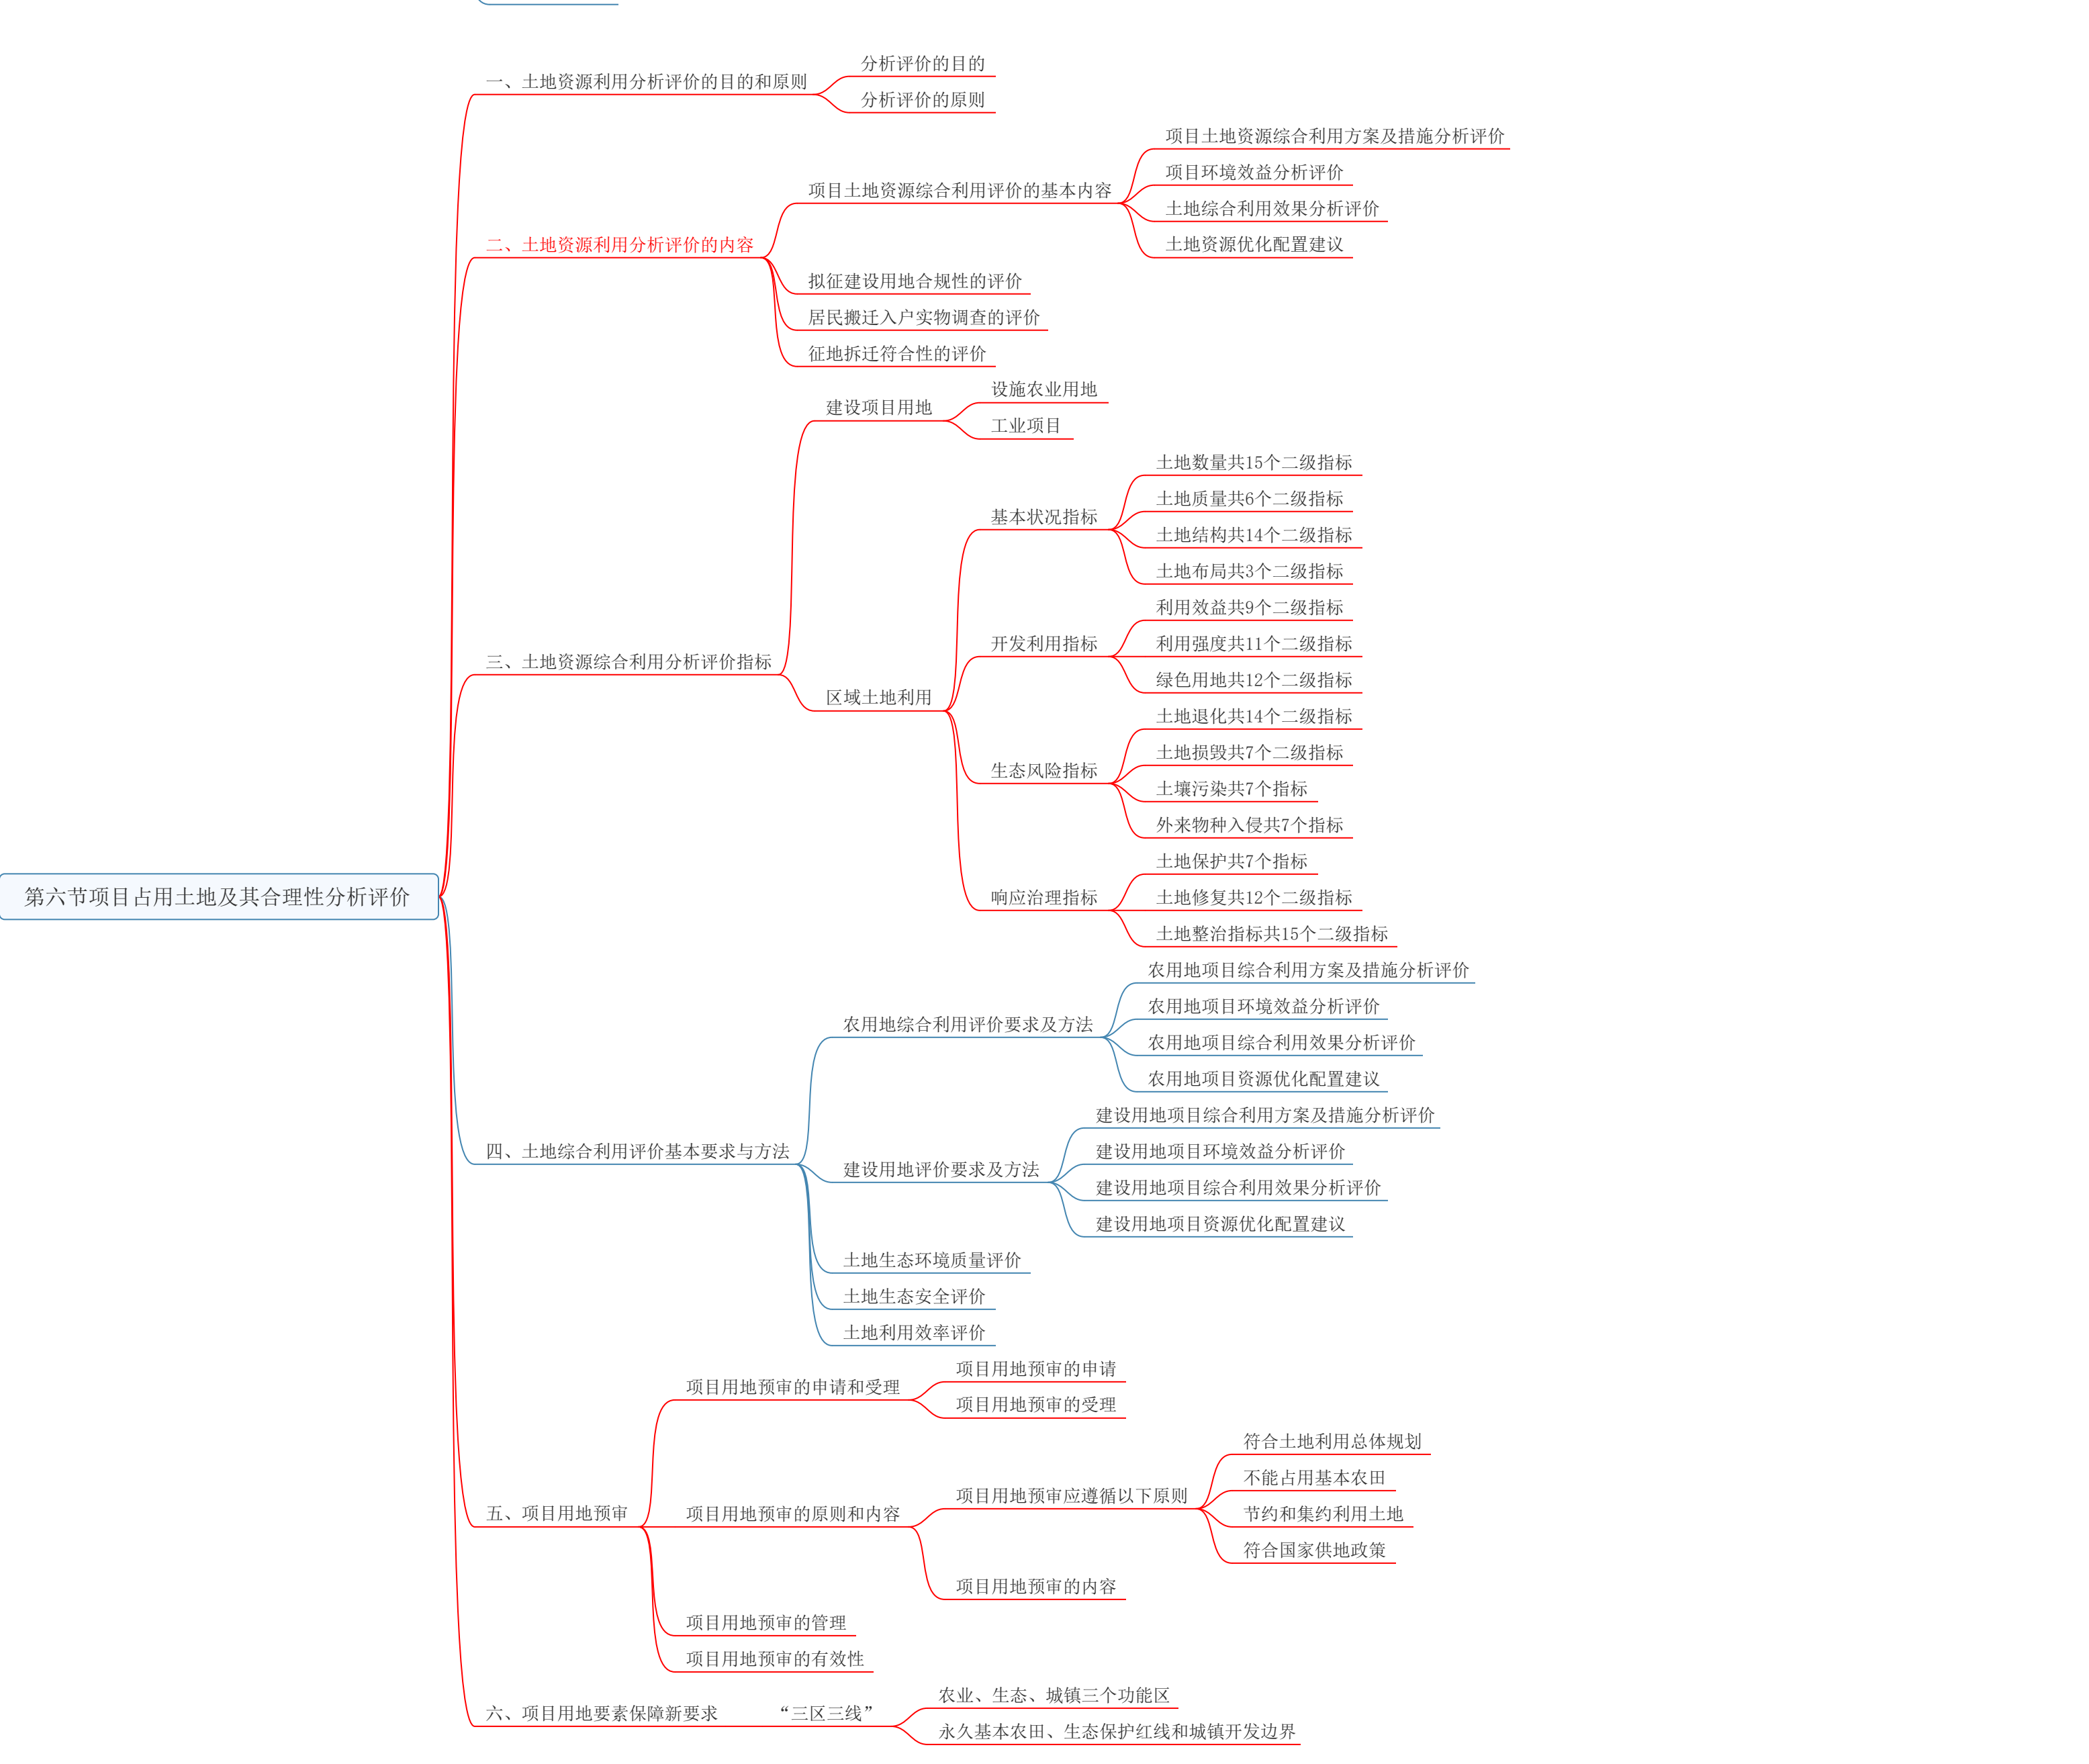 第六节项目占用土地及其合理性分析评价
一、土地资源利用分析评价的目的和原则
分析评价的目的
分析评价的原则
二、土地资源利用分析评价的内容
项目土地资源综合利用评价的基本内容
项目土地资源综合利用方案及措施分析评价
项目环境效益分析评价
土地综合利用效果分析评价
土地资源优化配置建议
拟征建设用地合规性的评价
居民搬迁入户实物调查的评价
征地拆迁符合性的评价
三、土地资源综合利用分析评价指标
建设项目用地
设施农业用地
工业项目
区域土地利用
基本状况指标
土地数量共15个二级指标
土地质量共6个二级指标
土地结构共14个二级指标
土地布局共3个二级指标
开发利用指标
利用效益共9个二级指标
利用强度共11个二级指标
绿色用地共12个二级指标
生态风险指标
土地退化共14个二级指标
土地损毁共7个二级指标
土壤污染共7个指标
外来物种入侵共7个指标
响应治理指标
土地保护共7个指标
土地修复共12个二级指标
土地整治指标共15个二级指标
四、土地综合利用评价基本要求与方法
农用地综合利用评价要求及方法
农用地项目综合利用方案及措施分析评价
农用地项目环境效益分析评价
农用地项目综合利用效果分析评价
农用地项目资源优化配置建议
建设用地评价要求及方法
建设用地项目综合利用方案及措施分析评价
建设用地项目环境效益分析评价
建设用地项目综合利用效果分析评价
建设用地项目资源优化配置建议
土地生态环境质量评价
土地生态安全评价
土地利用效率评价
五、项目用地预审
项目用地预审的申请和受理
项目用地预审的申请
项目用地预审的受理
项目用地预审的原则和内容
项目用地预审应遵循以下原则
符合土地利用总体规划
不能占用基本农田
节约和集约利用土地
符合国家供地政策
项目用地预审的内容
项目用地预审的管理
项目用地预审的有效性
六、项目用地要素保障新要求
“三区三线”
农业、生态、城镇三个功能区
永久基本农田、生态保护红线和城镇开发边界